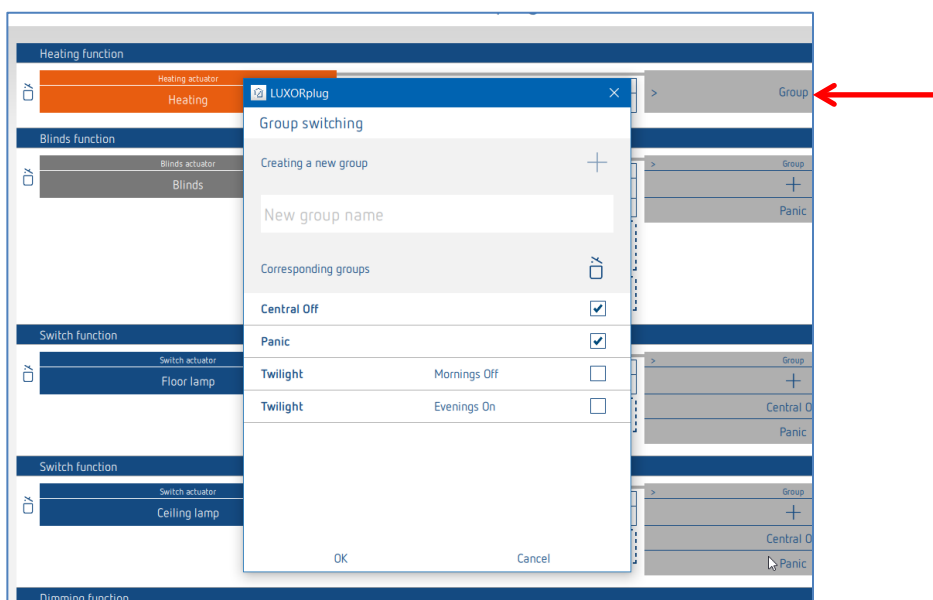 Heating function
Heating actuator
Heating
> Group
Blinds function
Blinds actuator
Blinds
> Group
+
Panic
LUXORplug
Group switching
Creating a new group
New group name
Corresponding groups
Central Off
Panic
Twilight Mornings Off
Twilight Evenings On
OK Cancel
Switch function
Switch actuator
Floor lamp
> Group
+
Central O
Panic
Switch function
Switch actuator
Ceiling lamp
> Group
+
Central O
Panic
Dimming function